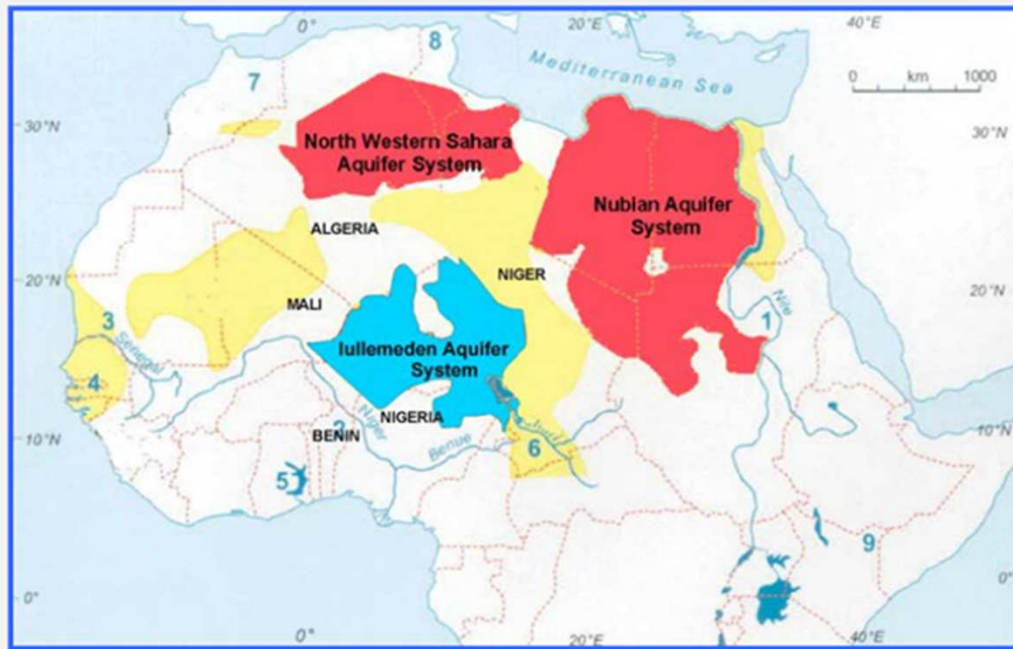 0°
20°E
40°E
8
7
Mediterranean Sea
0 km 1000
30°N
30°N
North Western Sahara
Aquifer System
Nubian Aquifer
System
ALGERIA
NIGER
20°N
MALI
20°N
3
Senegal
1
Nile
Iullemeden Aquifer
System
4
NIGERIA
Niger
2
BENIN
10°N
10°N
Benue
6
5
9
0°
0°
0°
20°E
40°E